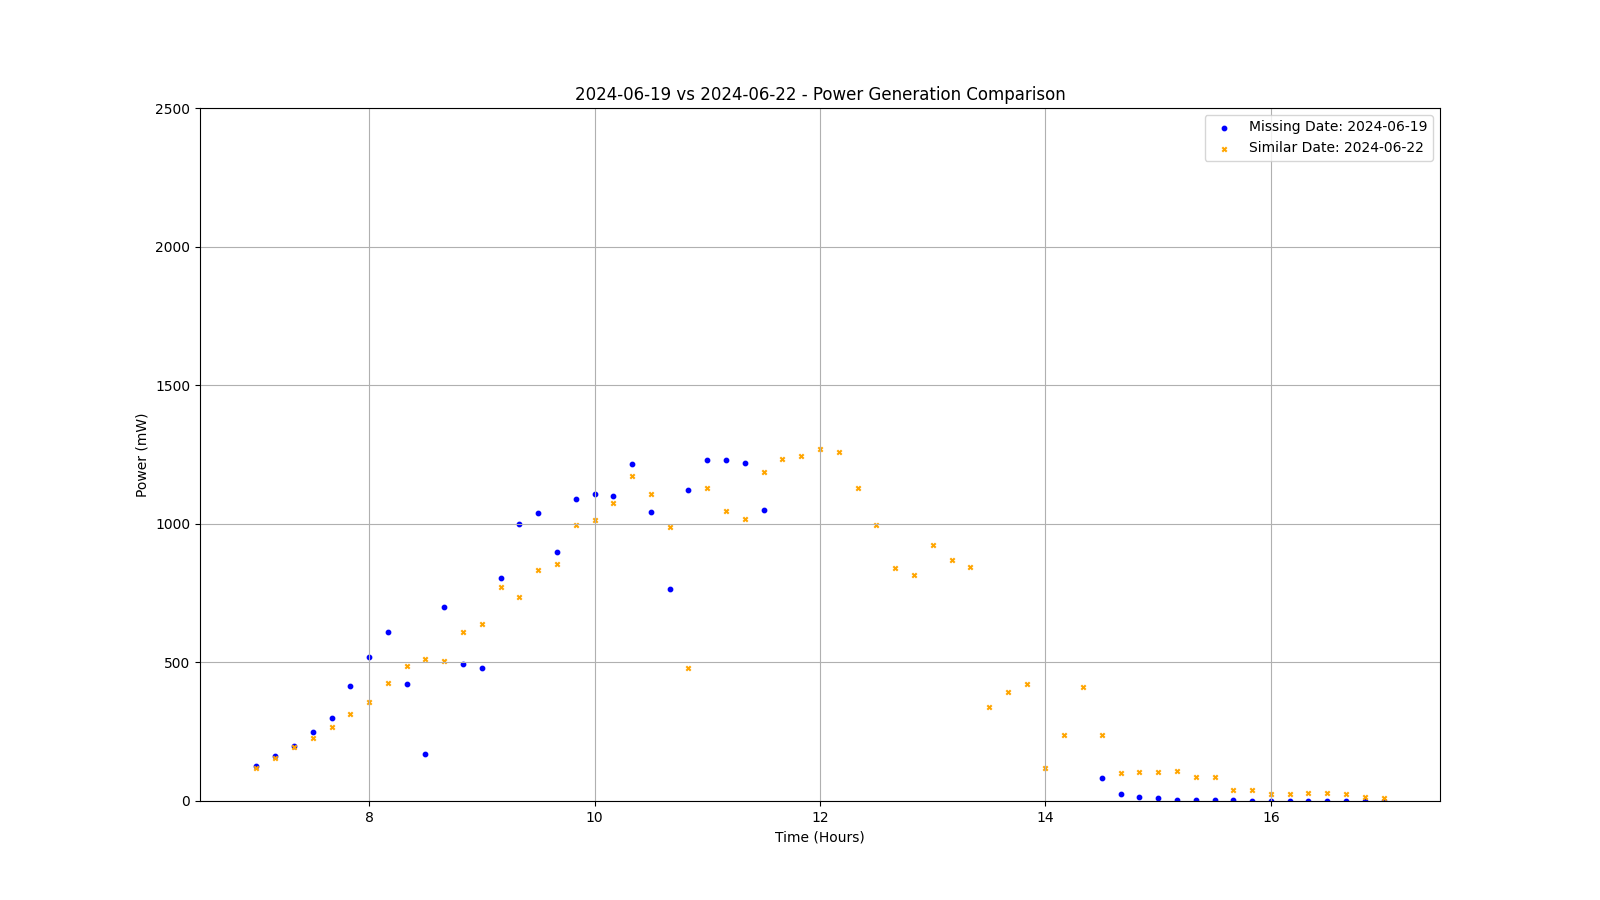 2024-06-19 vs 2024-06-22 - Power Generation Comparison
2500
Missing Date: 2024-06-19
Similar Date: 2024-06-22
2000
1500
Power (mW)
1000
500
0
8
10
12
14
16
Time (Hours)